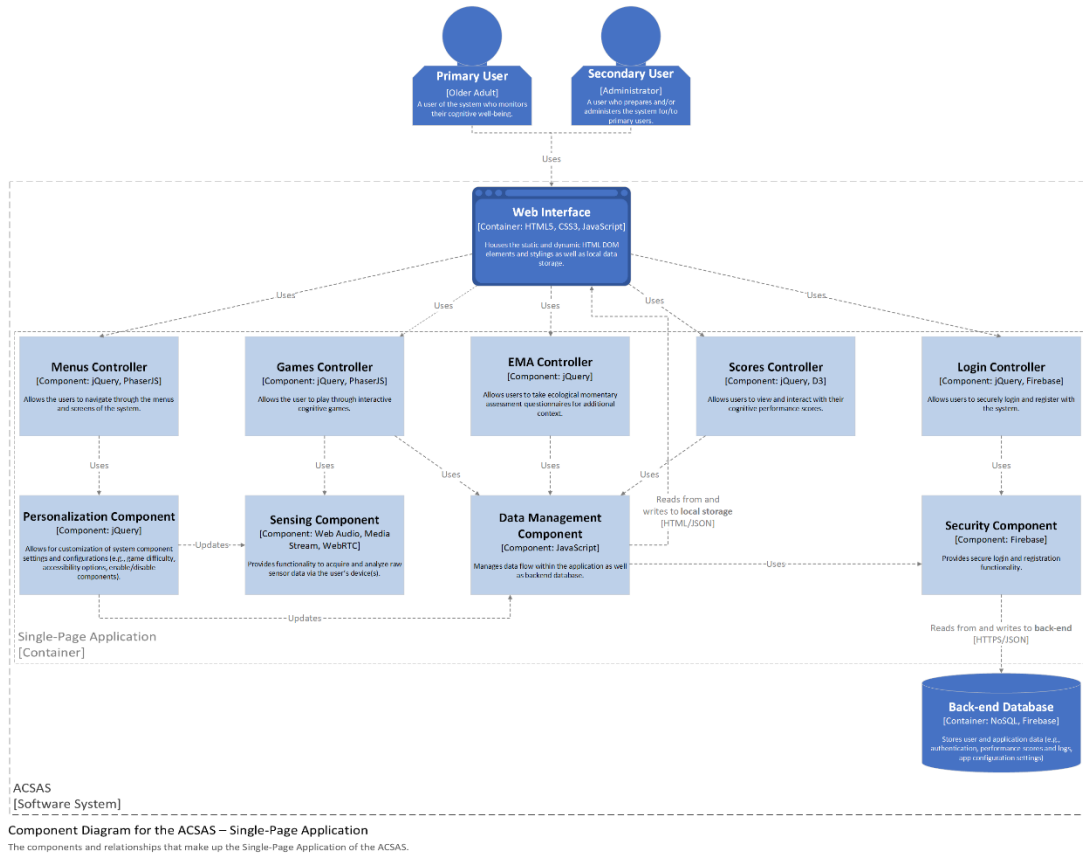 Primary User
[Older Adult]
A user of the system who monitors
their cognitive well-being.
Secondary User
[Administrator]
A user who prepares and/or
administers the system for/to
primary users.
Uses
Web Interface
[Container: HTML5, CSS3, JavaScript]
Houses the static and dynamic HTML DOM
elements and stylings as well as local data
storage.
Uses
Uses
Uses
Uses
Uses
Menus Controller
[Component: jQuery, PhaserJS]
Allows the users to navigate through the menus
and screens of the system.
Games Controller
[Component: jQuery, PhaserJS]
Allows the user to play through interactive
cognitive games.
EMA Controller
[Component: jQuery]
Allows users to take ecological momentary
assessment questionnaires for additional
context.
Scores Controller
[Component: jQuery, D3]
Allows users to view and interact with their
cognitive performance scores.
Login Controller
[Component: jQuery, Firebase]
Allows users to securely login and register with
the system.
Uses
Uses
Uses
Uses
Uses
Uses
Reads from and
writes to local storage
[HTML/JSON]
Personalization Component
[Component: jQuery]
Allows for customization of system component
settings and configurations (e.g., game difficulty,
accessibility options, enable/disable
components).
Updates
Sensing Component
[Component: Web Audio, Media
Stream, WebRTC]
Provides functionality to acquire and analyze raw
sensor data via the user's device(s).
Data Management
Component
[Component: JavaScript]
Manages data flow within the application as well
as backend database.
Uses
Security Component
[Component: Firebase]
Provides secure login and registration
functionality.
Updates
Single-Page Application
[Container]
Reads from and writes to back-end
[HTTPS/JSON]
Back-end Database
[Container: NoSQL, Firebase]
Stores user and application data (e.g.,
authentication, performance scores and logs,
app configuration settings)
ACSAS
[Software System]
Component Diagram for the ACSAS – Single-Page Application
The components and relationships that make up the Single-Page Application of the ACSAS.